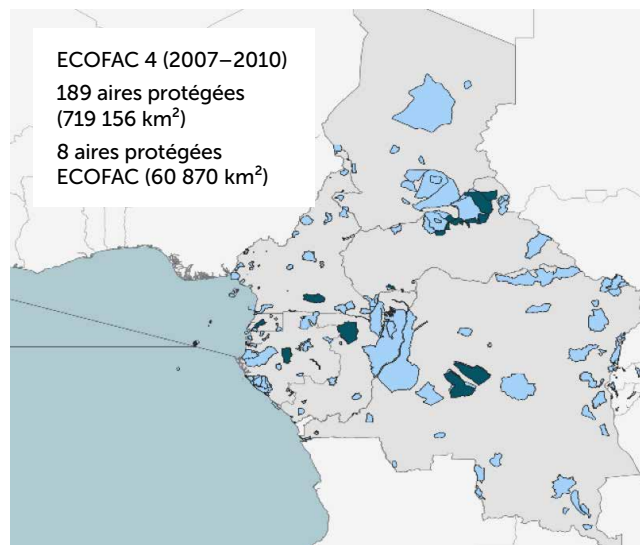 ECOFAC 4 (2007–2010)
189 aires protégées
(719 156 km²)
8 aires protégées
ECOFAC (60 870 km²)